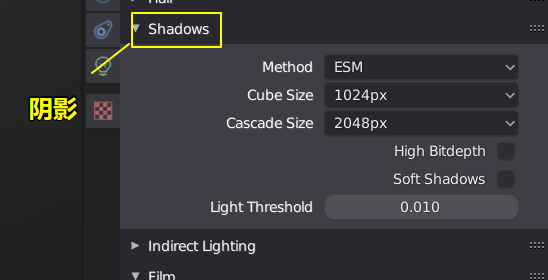 Hair
Shadows
Method ESM
Cube Size 1024px
阴影
Cascade Size 2048px
High Bitdepth
Soft Shadows
Light Threshold 0.010
Indirect Lighting
Film